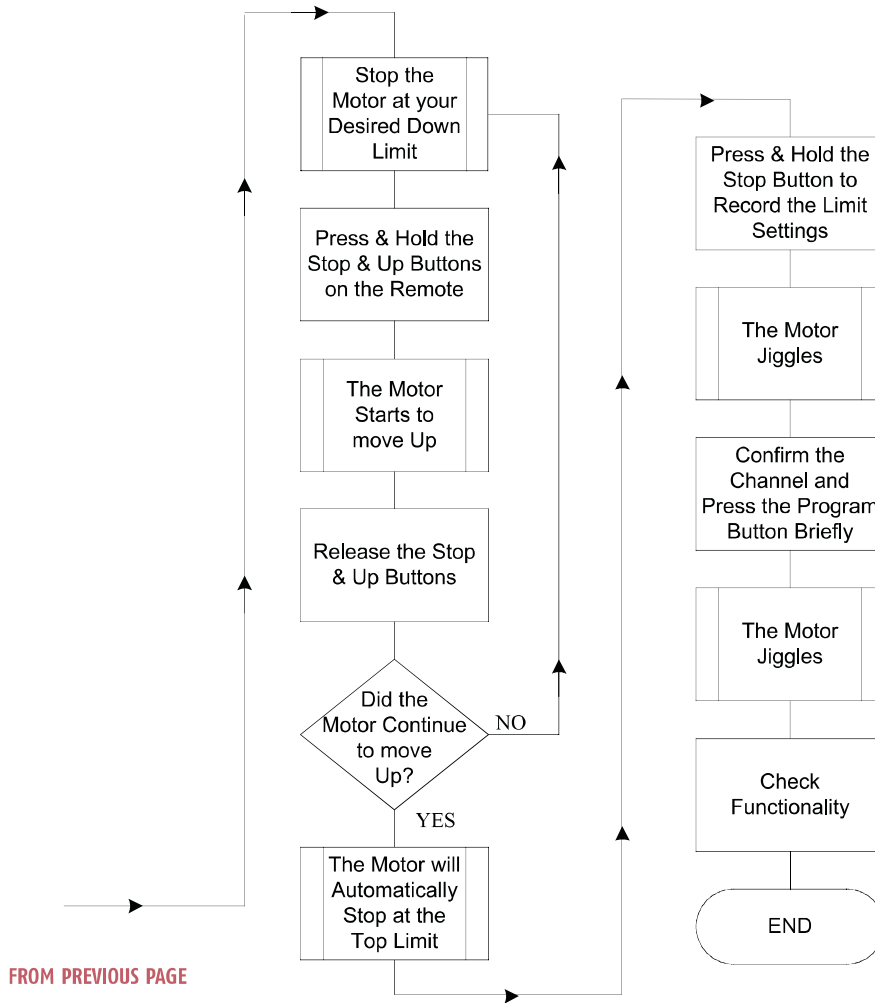 Stop the
Motor at your
Desired Down
Limit
Press & Hold the
Stop & Up Buttons
on the Remote
The Motor
Starts to
move Up
Release the Stop
& Up Buttons
Did the
Motor Continue
to move
Up?
NO
YES
The Motor will
Automatically
Stop at the
Top Limit
Press & Hold the
Stop Button to
Record the Limit
Settings
The Motor
Jiggles
Confirm the
Channel and
Press the Program
Button Briefly
The Motor
Jiggles
Check
Functionality
END
FROM PREVIOUS PAGE